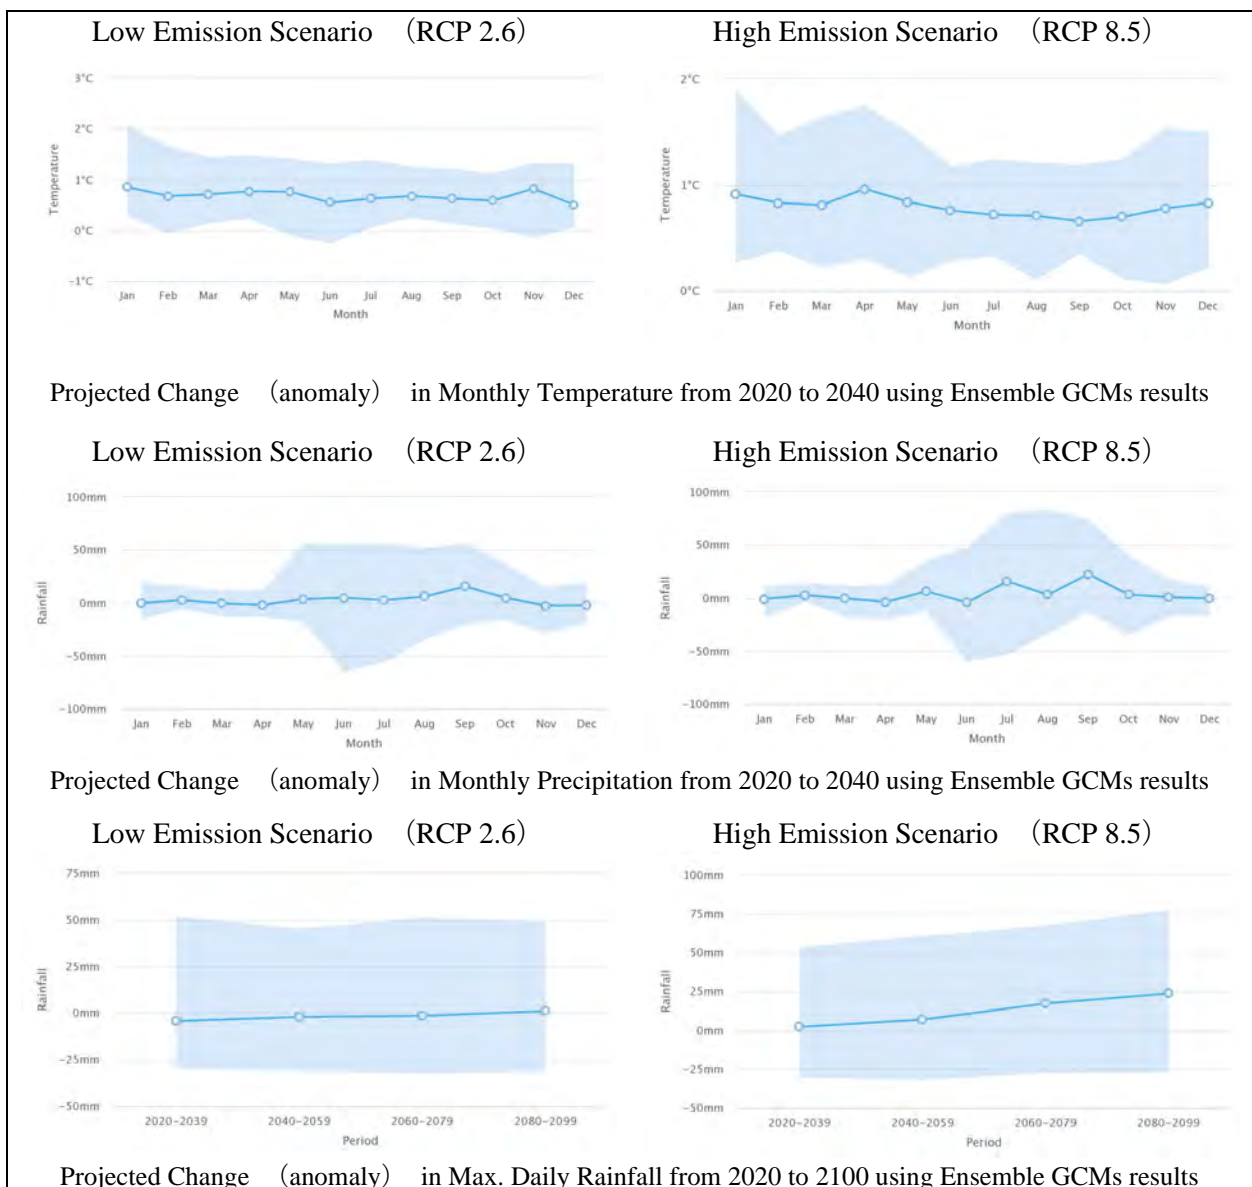 Low Emission Scenario （RCP 2.6）
High Emission Scenario （RCP 8.5）
3°C
2°C
1°C
0°C
-1°C
Temperature
Jan Feb Mar Apr May Jun Jul Aug Sep Oct Nov Dec
Month
2°C
1°C
0°C
Temperature
Jan Feb Mar Apr May Jun Jul Aug Sep Oct Nov Dec
Month
Projected Change （anomaly） in Monthly Temperature from 2020 to 2040 using Ensemble GCMs results
Low Emission Scenario （RCP 2.6）
High Emission Scenario （RCP 8.5）
100mm
50mm
0mm
-50mm
-100mm
Rainfall
Jan Feb Mar Apr May Jun Jul Aug Sep Oct Nov Dec
Month
100mm
50mm
0mm
-50mm
-100mm
Rainfall
Jan Feb Mar Apr May Jun Jul Aug Sep Oct Nov Dec
Month
Projected Change （anomaly） in Monthly Precipitation from 2020 to 2040 using Ensemble GCMs results
Low Emission Scenario （RCP 2.6）
High Emission Scenario （RCP 8.5）
75mm
50mm
25mm
0mm
-25mm
-50mm
Rainfall
2020-2039 2040-2059 2060-2079 2080-2099
Period
100mm
75mm
50mm
25mm
0mm
-25mm
-50mm
Rainfall
2020-2039 2040-2059 2060-2079 2080-2099
Period
Projected Change （anomaly） in Max. Daily Rainfall from 2020 to 2100 using Ensemble GCMs results